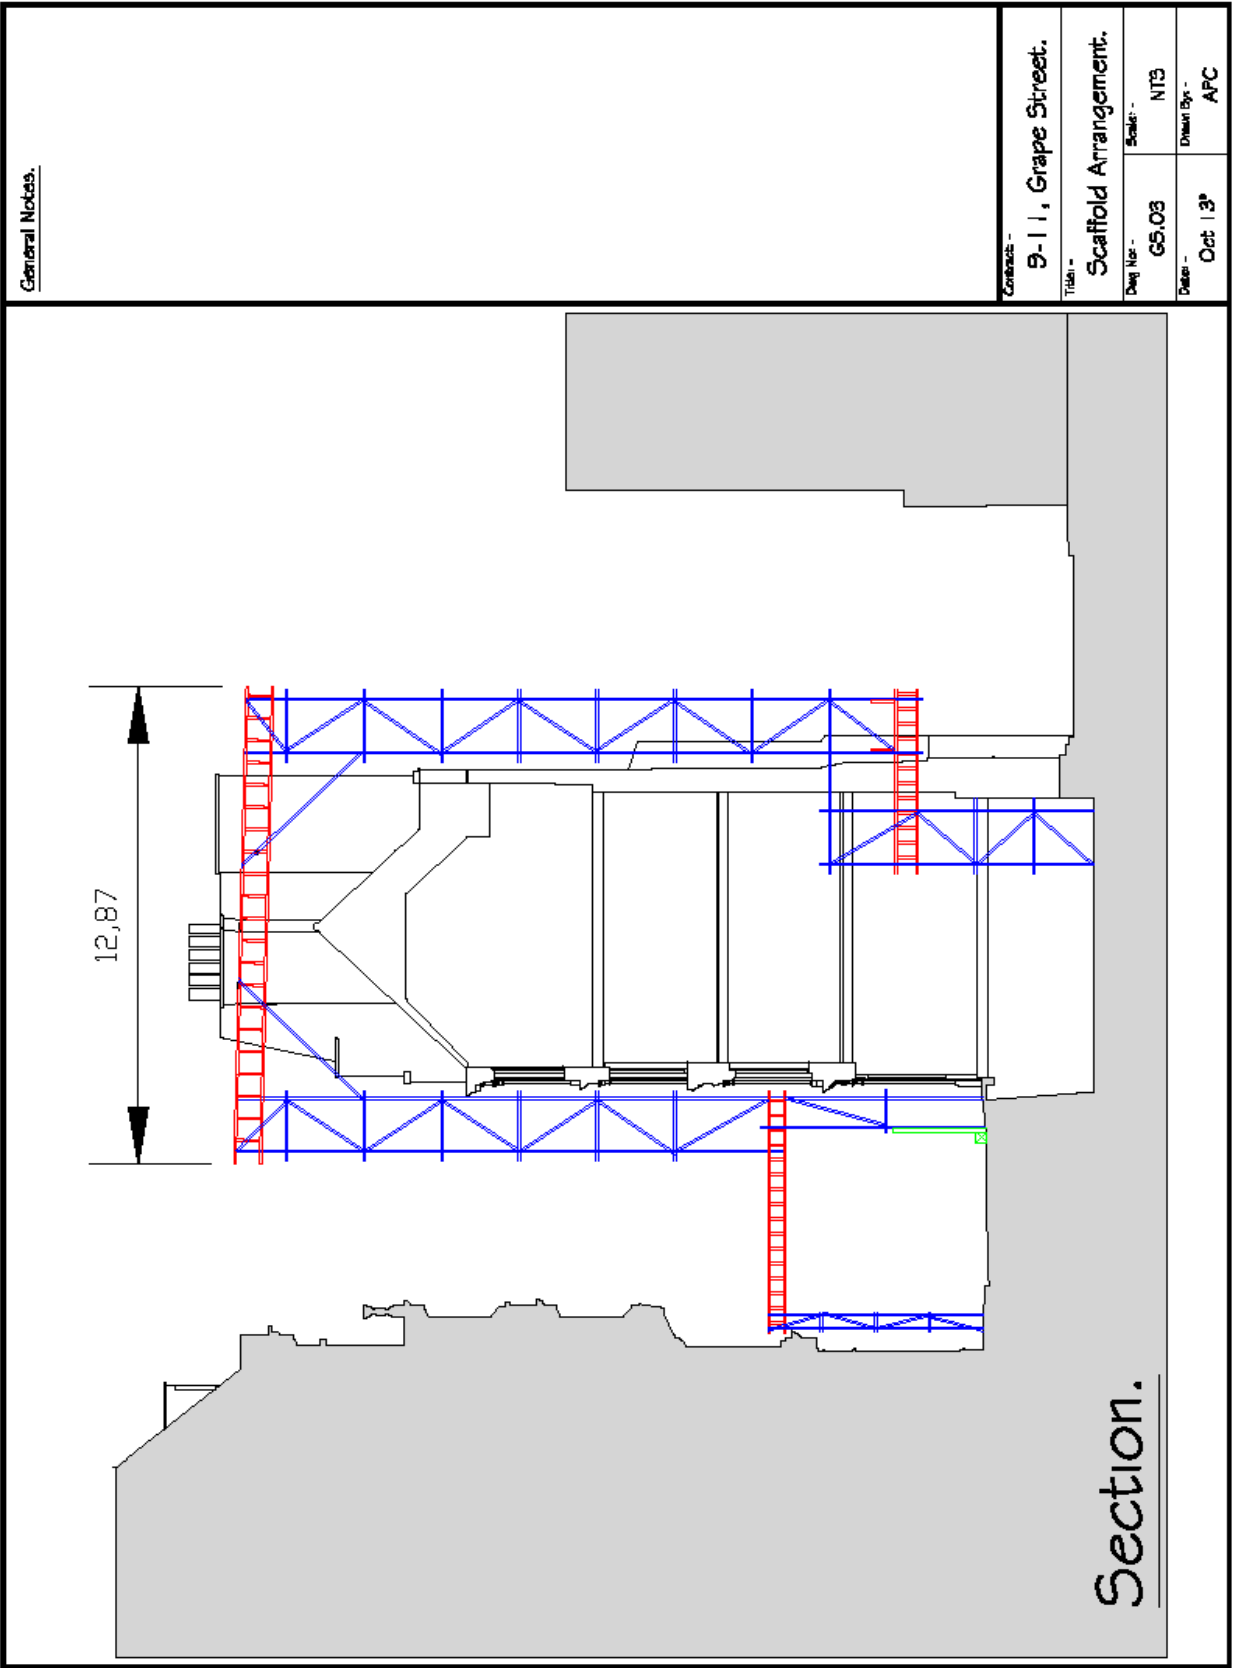 General Notes.
Contract:-
9-11, Grape Street.
Title:-
Scaffold Arrangement.
Dwg No:-
GS.03
Scale:-
NTS
Date:-
Oct 13'
Drawn By:-
APC
12,87
Section.